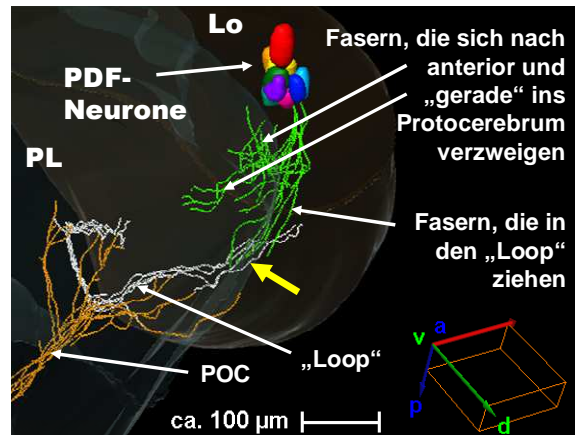 Lo
PDF-
Neurone
PL
Fasern, die sich nach
anterior und
„gerade“ ins
Protocerebrum
verzweigen
Fasern, die in
den „Loop“
ziehen
„Loop“
POC
ca. 100 µm
a
v
p
d